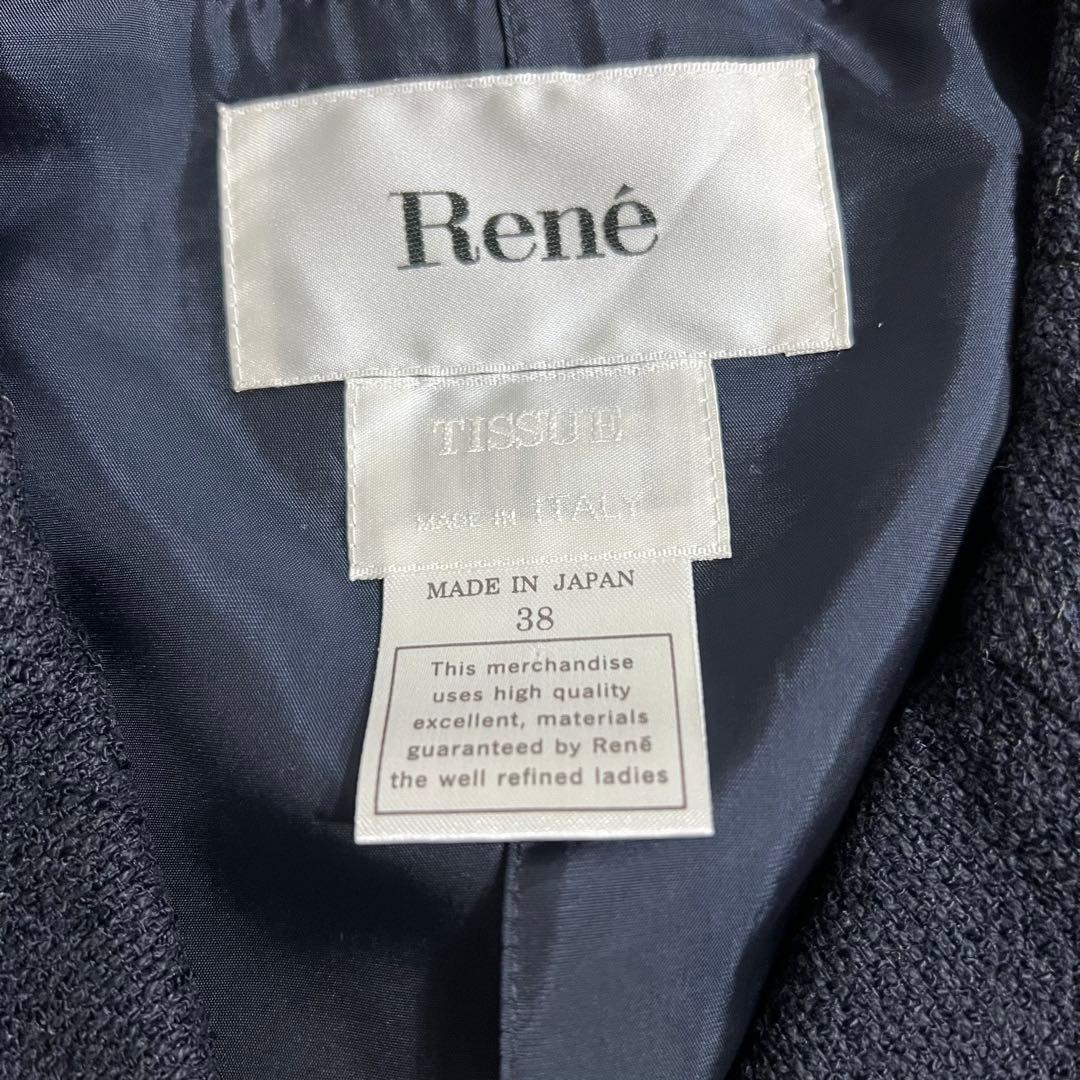 René
TISSUE
MADE IN ITALY
MADE IN JAPAN
38
This merchandise
uses high quality
excellent, materials
guaranteed by René
the well refined ladies